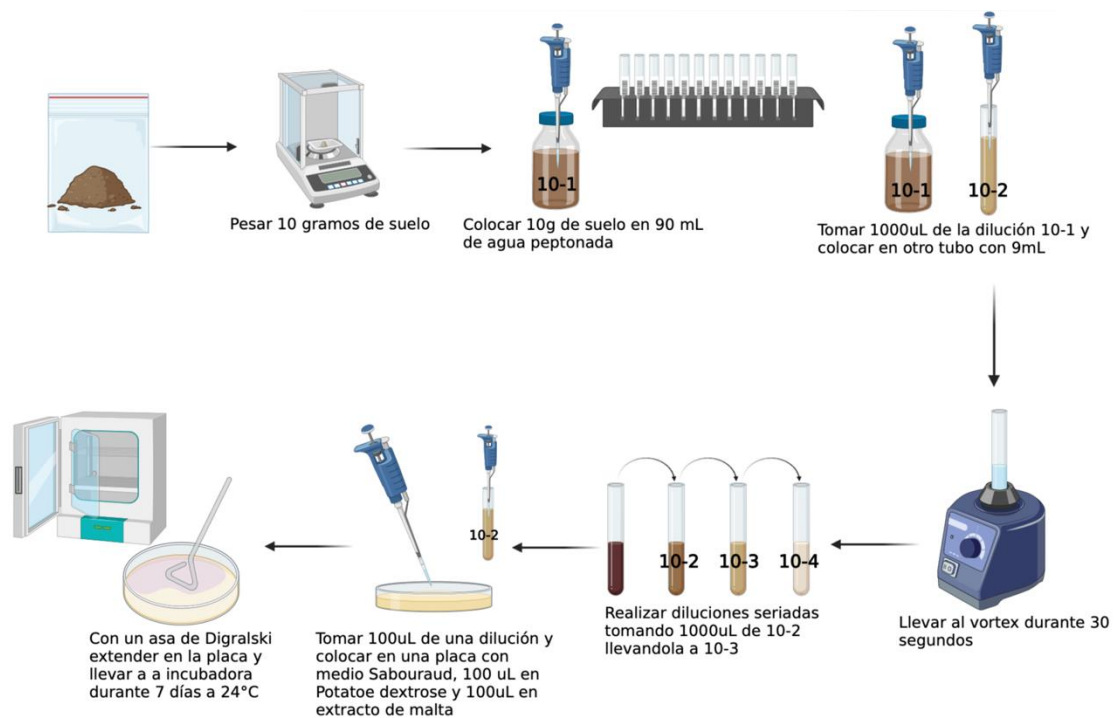 Pesar 10 gramos de suelo
10-1
Colocar 10g de suelo en 90 mL
de agua peptonada
10-1
10-2
Tomar 1000uL de la dilución 10-1 y
colocar en otro tubo con 9mL
Llevar al vortex durante 30
segundos
10-2
10-3
10-4
Realizar diluciones seriadas
tomando 1000uL de 10-2
llevandola a 10-3
10-2
Tomar 100uL de una dilución y
colocar en una placa con
medio Sabouraud, 100 uL en
Potatoe dextrose y 100uL en
extracto de malta
Con un asa de Digralski
extender en la placa y
llevar a a incubadora
durante 7 días a 24°C